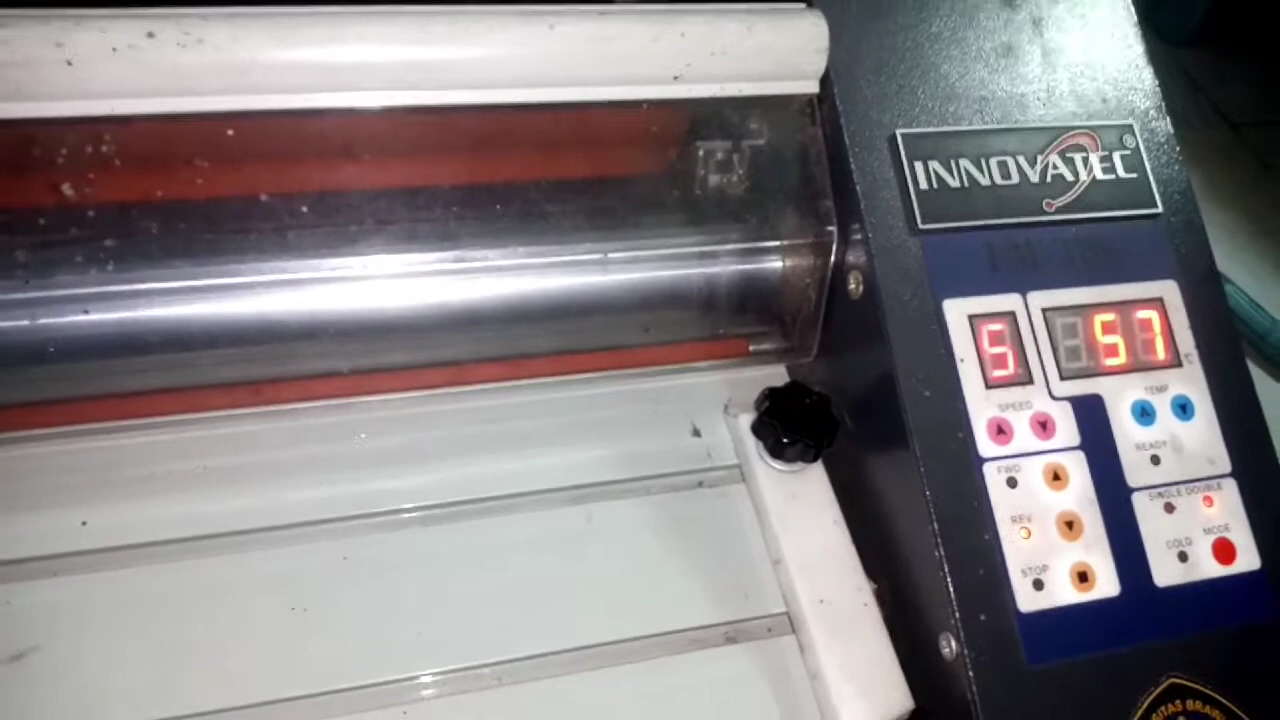 INNOVATEC®
5
57
°C
SPEED
TEMP
READY
FWD
REV
STOP
SINGLE DOUBLE
COLD
MODE